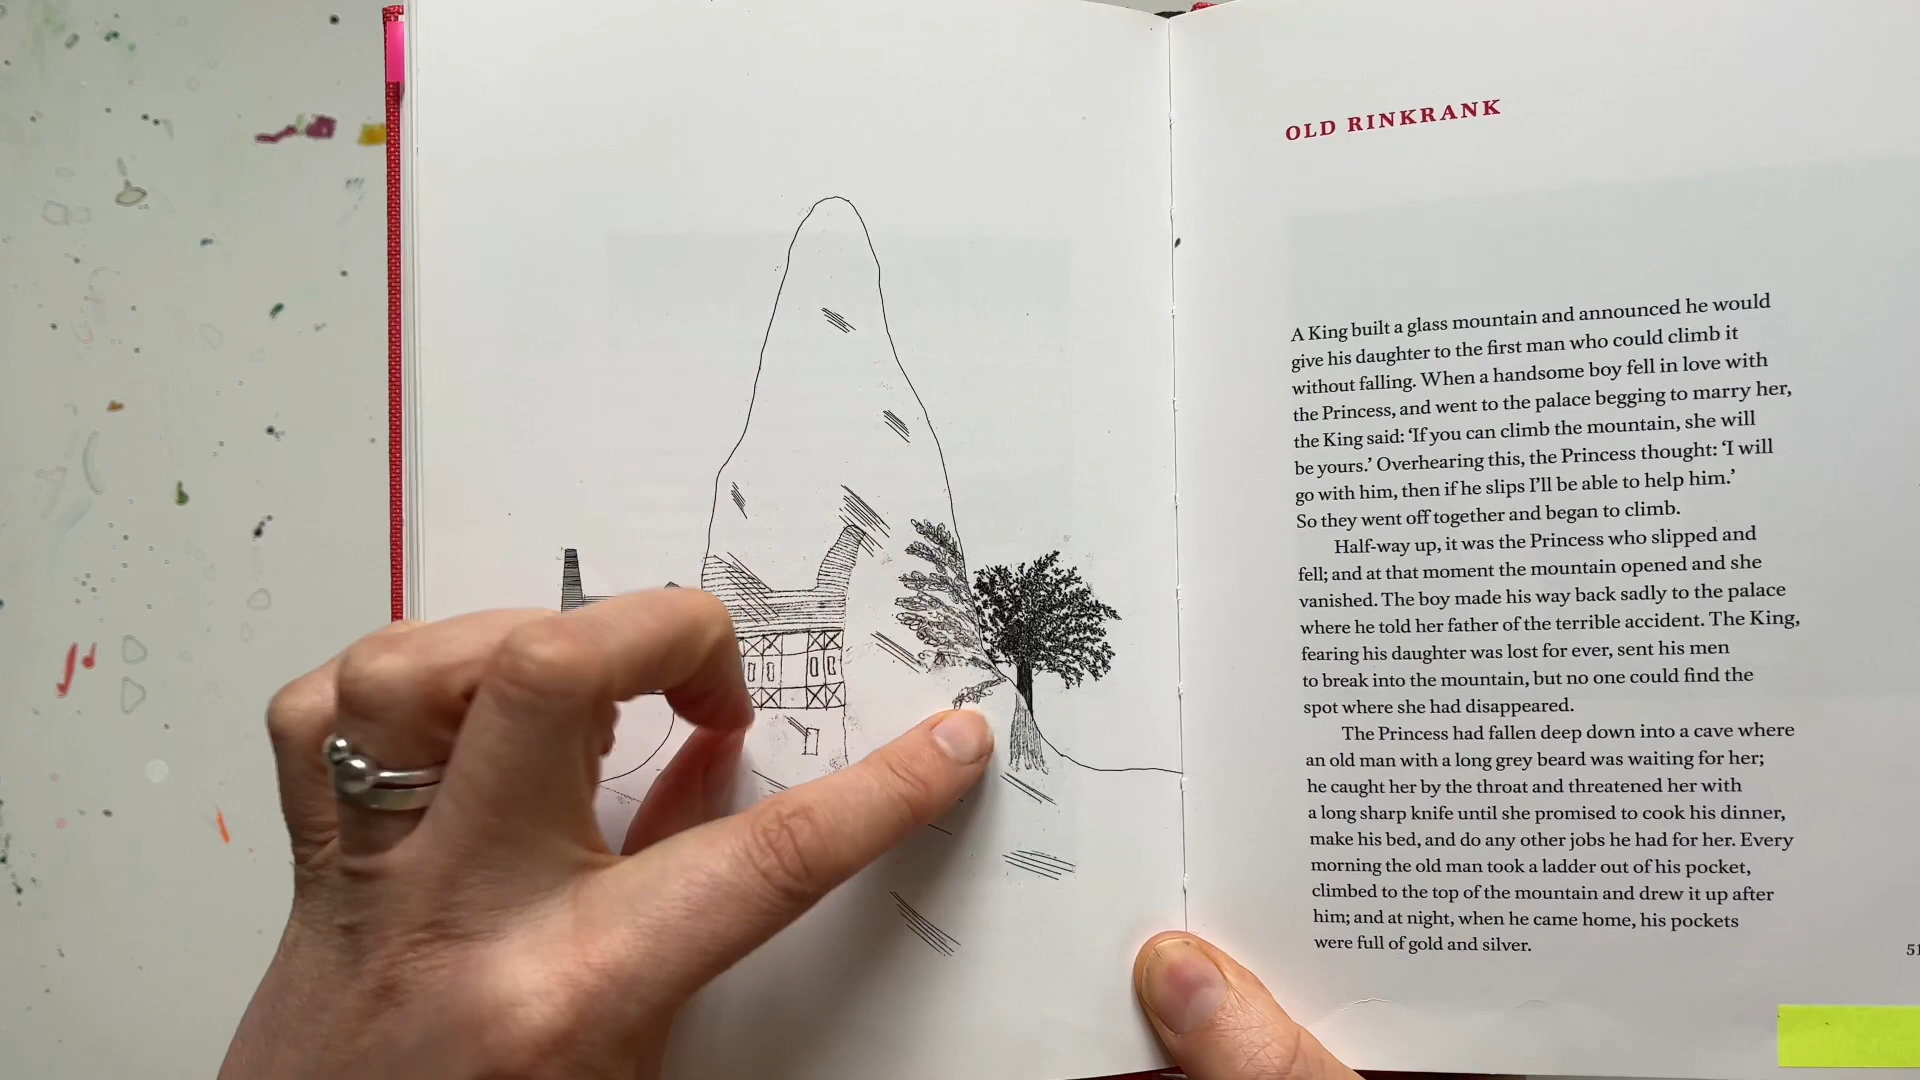 OLD RINKRANK
A King built a glass mountain and announced he would
give his daughter to the first man who could climb it
without falling. When a handsome boy fell in love with
the Princess, and went to the palace begging to marry her,
the King said: ‘If you can climb the mountain, she will
be yours.’ Overhearing this, the Princess thought: ‘I will
go with him, then if he slips I’ll be able to help him.’
So they went off together and began to climb.
Half-way up, it was the Princess who slipped and
fell; and at that moment the mountain opened and she
vanished. The boy made his way back sadly to the palace
where he told her father of the terrible accident. The King,
fearing his daughter was lost for ever, sent his men
to break into the mountain, but no one could find the
spot where she had disappeared.
The Princess had fallen deep down into a cave where
an old man with a long grey beard was waiting for her;
he caught her by the throat and threatened her with
a long sharp knife until she promised to cook his dinner,
make his bed, and do any other jobs he had for her. Every
morning the old man took a ladder out of his pocket,
climbed to the top of the mountain and drew it up after
him; and at night, when he came home, his pockets
were full of gold and silver.
51